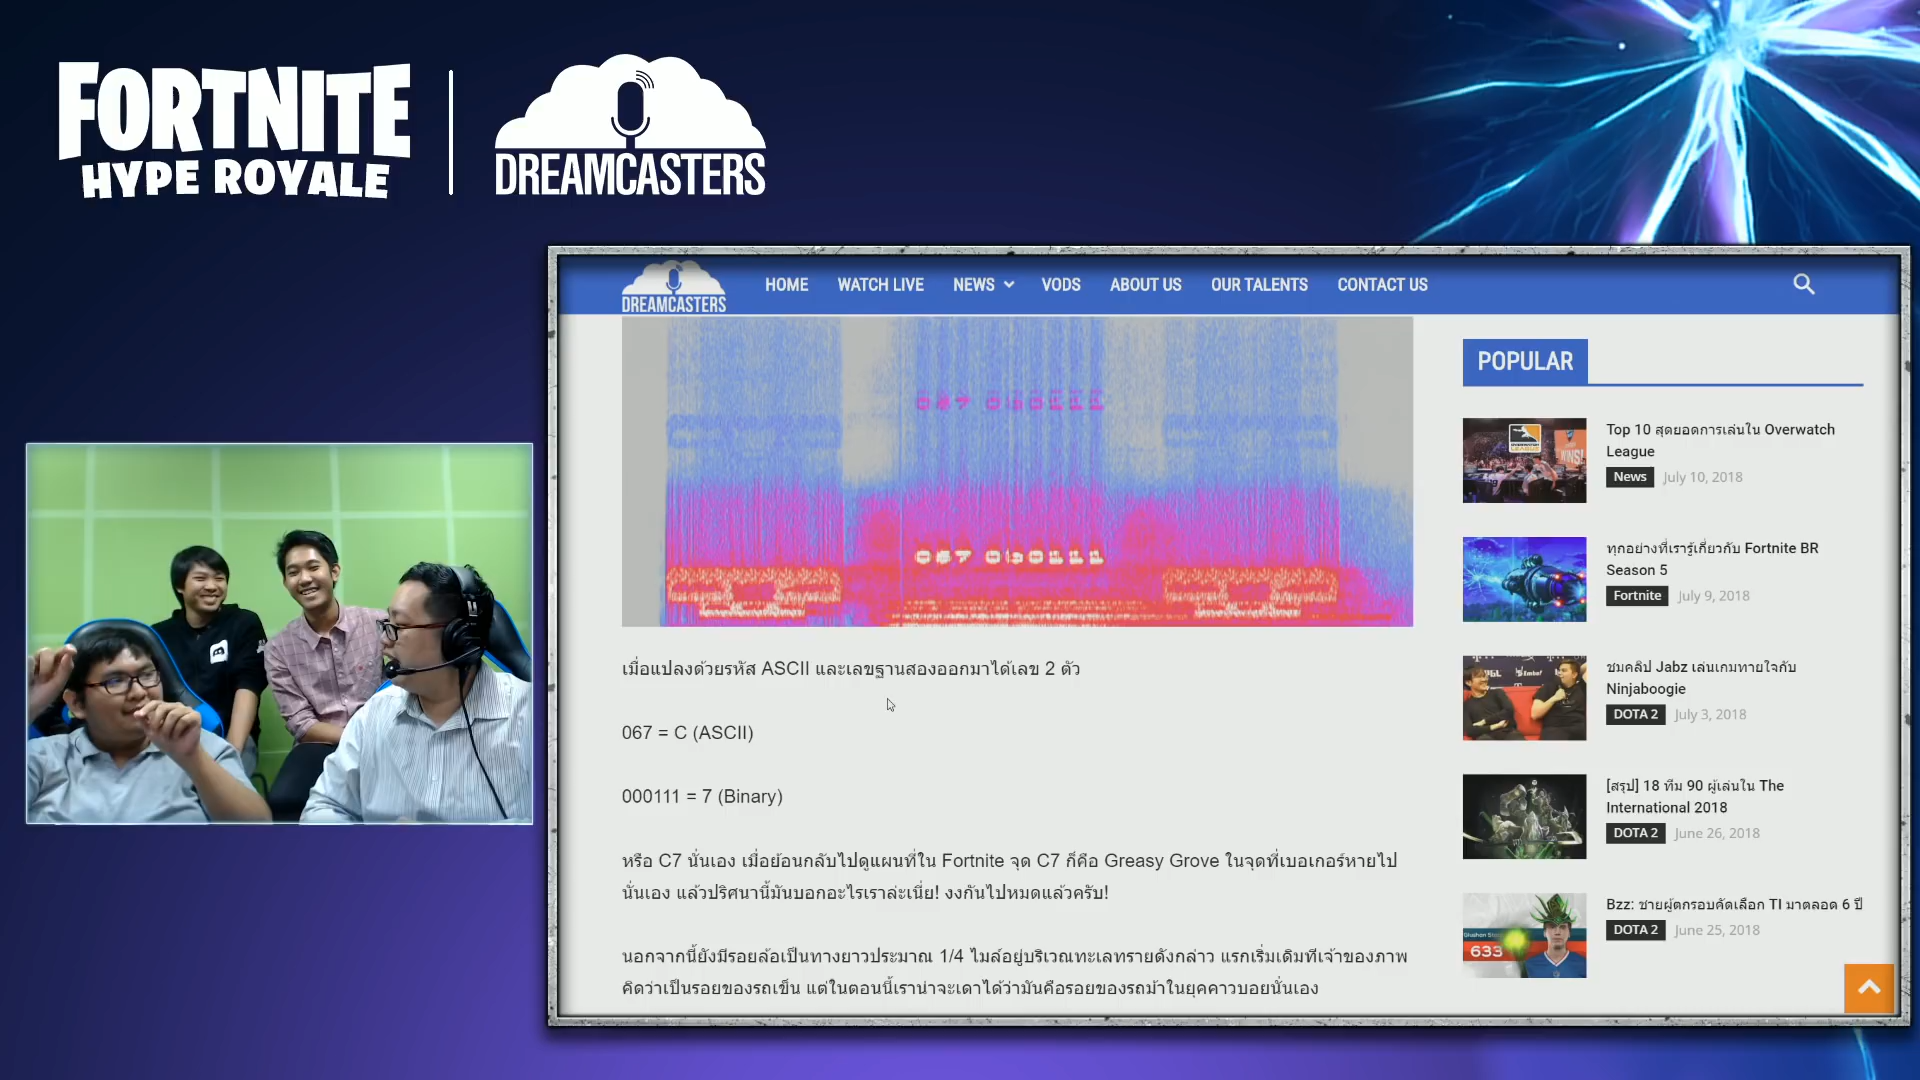 FORTNITE
HYPE ROYALE
DREAMCASTERS
DREAMCASTERS
HOME
WATCH LIVE
NEWS
VODS
ABOUT US
OUR TALENTS
CONTACT US
067 000111
067 000111
เมื่อแปลงด้วยรหัส ASCII และเลขฐานสองออกมาได้เลข 2 ตัว
067 = C (ASCII)
000111 = 7 (Binary)
หรือ C7 นั่นเอง เมื่อย้อนกลับไปดูแผนที่ใน Fortnite จุด C7 ก็คือ Greasy Grove ในจุดที่เบอเกอร์หายไป
นั่นเอง แล้วปริศนานี้มันบอกอะไรเราล่ะเนี่ย! งงกันไปหมดแล้วครับ!
นอกจากนี้ยังมีรอยล้อเป็นทางยาวประมาณ 1/4 ไมล์อยู่บริเวณทะเลทรายดังกล่าว แรกเริ่มเดิมทีเจ้าของภาพ
คิดว่าเป็นรอยของรถเข็น แต่ในตอนนี้เราน่าจะเดาได้ว่ามันคือรอยของรถม้าในยุคคาวบอยนั่นเอง
POPULAR
Top 10 สุดยอดการเล่นใน Overwatch
League
News July 10, 2018
ทุกอย่างที่เรารู้เกี่ยวกับ Fortnite BR
Season 5
Fortnite July 9, 2018
ชมคลิป Jabz เล่นเกมทายใจกับ
Ninjaboogie
DOTA 2 July 3, 2018
[สรุป] 18 ทีม 90 ผู้เล่นใน The
International 2018
DOTA 2 June 26, 2018
Bzz: ชายผู้ตกรอบคัดเลือก TI มาตลอด 6 ปี
DOTA 2 June 25, 2018
633